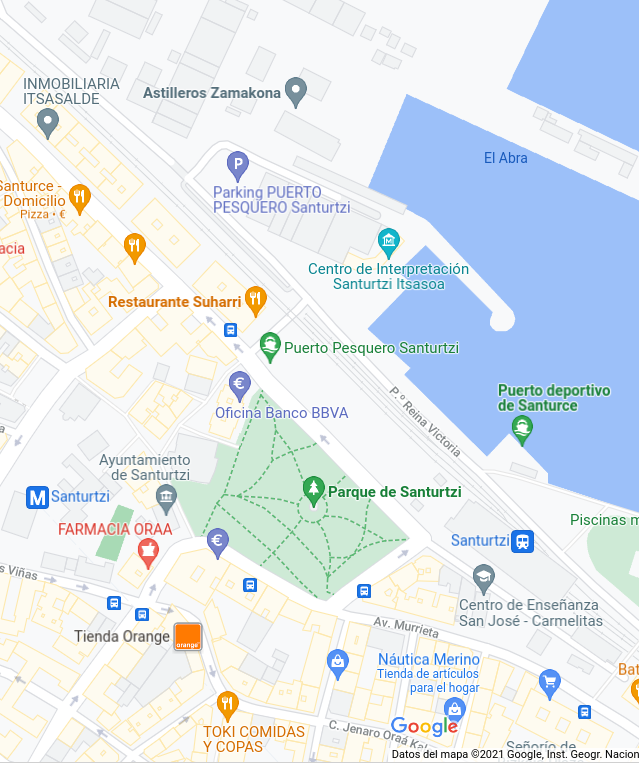 INMOBILIARIA
ITSASALDE
Astilleros Zamakona
El Abra
P
Parking PUERTO
PESQUERO Santurtzi
Santurce -
Domicilio
Pizza • €
acia
Centro de Interpretación
Santurtzi Itsasoa
Restaurante Suharri
Puerto Pesquero Santurtzi
€
Oficina Banco BBVA
P.º Reina Victoria
Puerto deportivo
de Santurce
a
Ayuntamiento
de Santurtzi
M
Santurtzi
Parque de Santurtzi
FARMACIA ORAA
€
Santurtzi
Piscinas m
s Viñas
Centro de Enseñanza
San José - Carmelitas
Tienda Orange
orange
Av. Murrieta
Náutica Merino
Tienda de artículos
para el hogar
Bat
TOKI COMIDAS
Y COPAS
C. Jenaro Oraá Kal
Google
Señorío de
Datos del mapa ©2021 Google, Inst. Geogr. Nacion